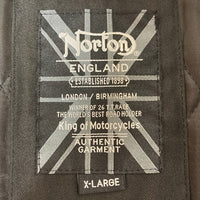 Norton
ENGLAND
ESTABLISHED 1898
LONDON / BIRMINGHAM
WINNER OF 26 T.T.RACE
THE WORLD'S BEST ROAD HOLDER
King of Motorcycles
AUTHENTIC
GARMENT
X-LARGE